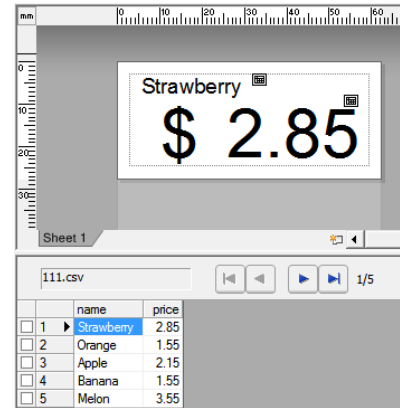 mm 0 10 20 30 40 50 60
0
10
20
30
Strawberry
$ 2.85
Sheet 1
111.csv 1/5
name price
1 Strawberry 2.85
2 Orange 1.55
3 Apple 2.15
4 Banana 1.55
5 Melon 3.55